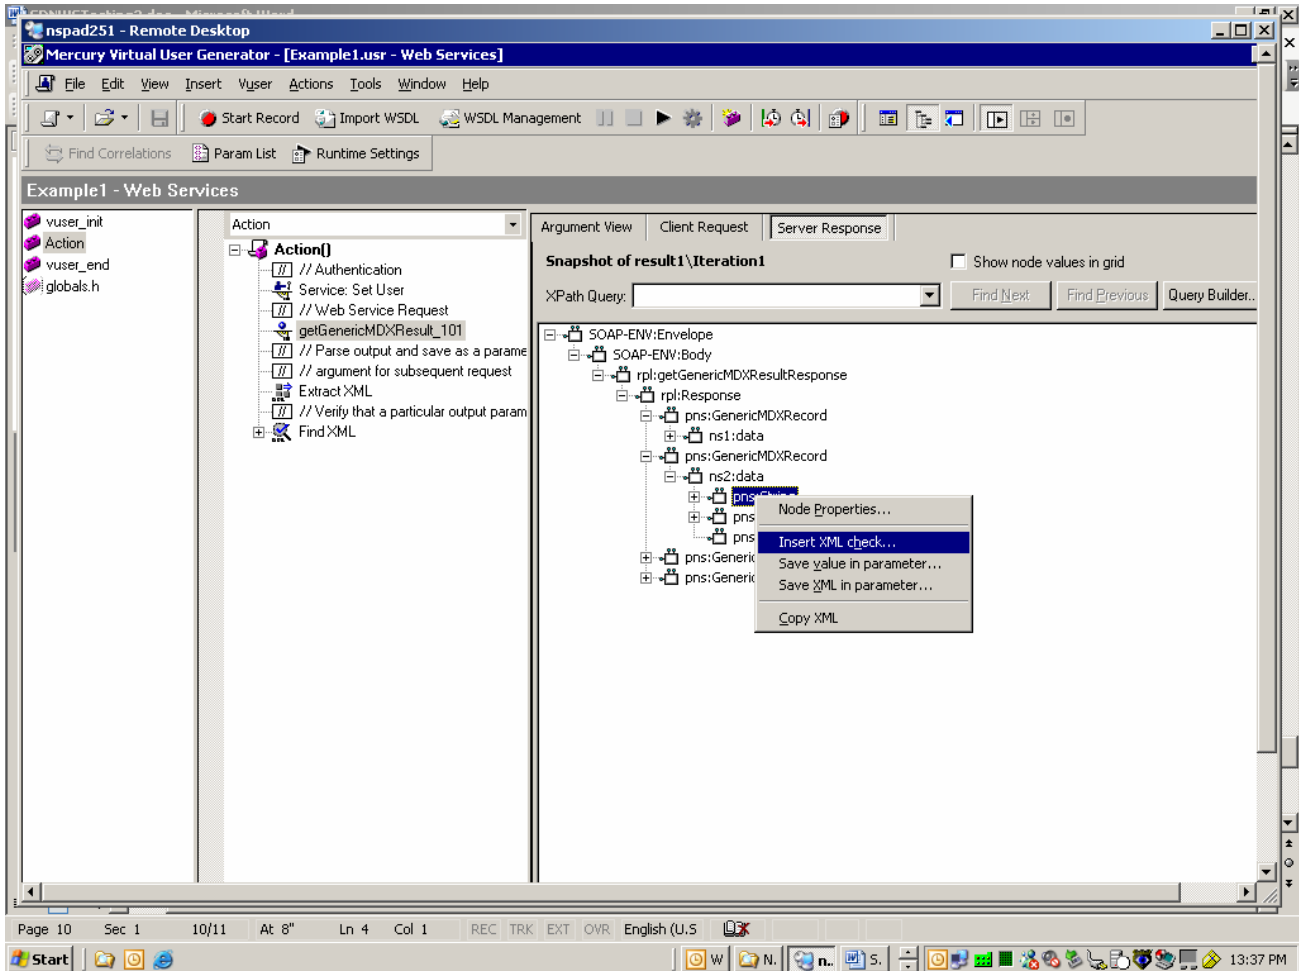 nspad251 - Remote Desktop
Mercury Virtual User Generator - [Example1.usr - Web Services]
File Edit View Insert Vuser Actions Tools Window Help
Start Record Import WSDL WSDL Management
Find Correlations Param List Runtime Settings
Example1 - Web Services
vuser_init
Action
vuser_end
globals.h
Action
Action()
// Authentication
Service: Set User
// Web Service Request
getGenericMDXResult_101
// Parse output and save as a parame
// argument for subsequent request
Extract XML
// Verify that a particular output param
Find XML
Argument View Client Request Server Response
Snapshot of result1\Iteration1 Show node values in grid
XPath Query: Find Next Find Previous Query Builder..
SOAP-ENV:Envelope
SOAP-ENV:Body
rpl:getGenericMDXResultResponse
rpl:Response
pns:GenericMDXRecord
ns1:data
pns:GenericMDXRecord
ns2:data
pns:String
pns
pns
pns:Generic
pns:Generic
Node Properties...
Insert XML check...
Save value in parameter...
Save XML in parameter...
Copy XML
Page 10 Sec 1 10/11 At 8" Ln 4 Col 1 REC TRK EXT OVR English (U.S
Start W N. n.. S. 13:37 PM